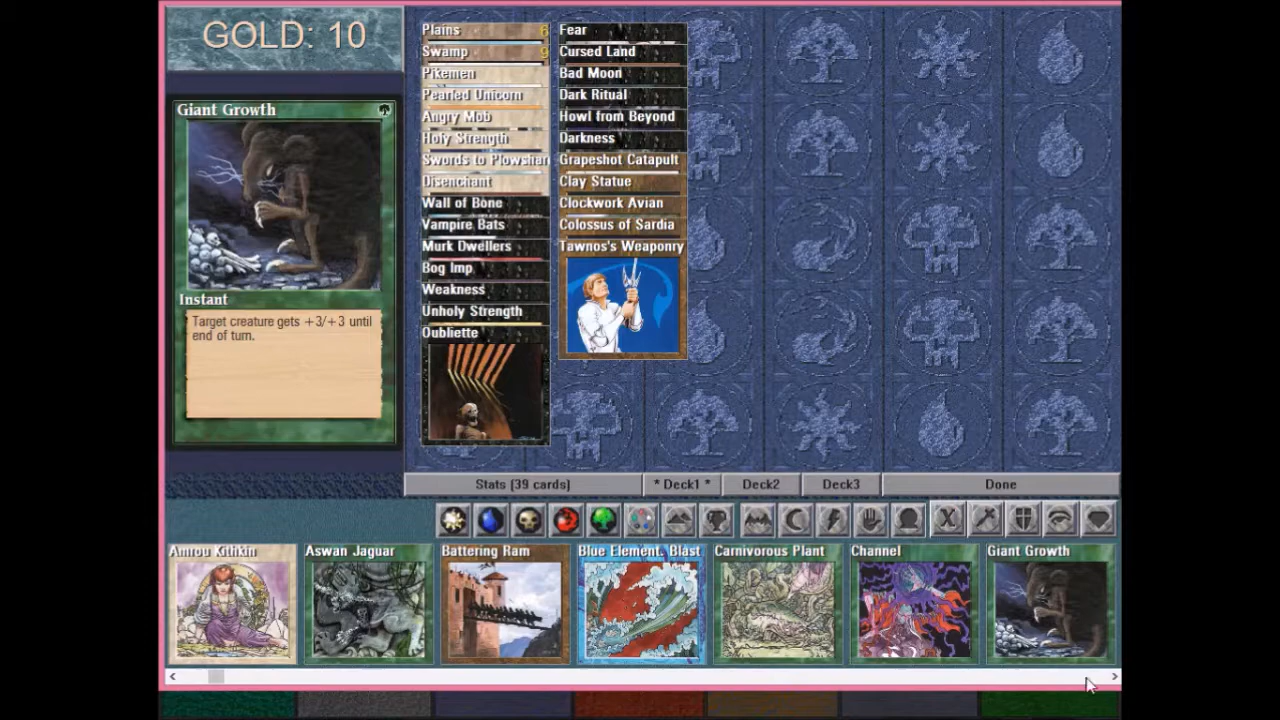 GOLD: 10
Giant Growth
Instant
Target creature gets +3/+3 until
end of turn.
Plains 6
Swamp 9
Pikemen
Pearled Unicorn
Angry Mob
Holy Strength
Swords to Plowshar
Disenchant
Wall of Bone
Vampire Bats
Murk Dwellers
Bog Imp
Weakness
Unholy Strength
Oubliette
Fear
Cursed Land
Bad Moon
Dark Ritual
Howl from Beyond
Darkness
Grapeshot Catapult
Clay Statue
Clockwork Avian
Colossus of Sardia
Tawnos's Weaponry
Stats (39 cards)
* Deck1 *
Deck2
Deck3
Done
X
Amrou Kithkin
Aswan Jaguar
Battering Ram
Blue Element. Blast
Carnivorous Plant
Channel
Giant Growth